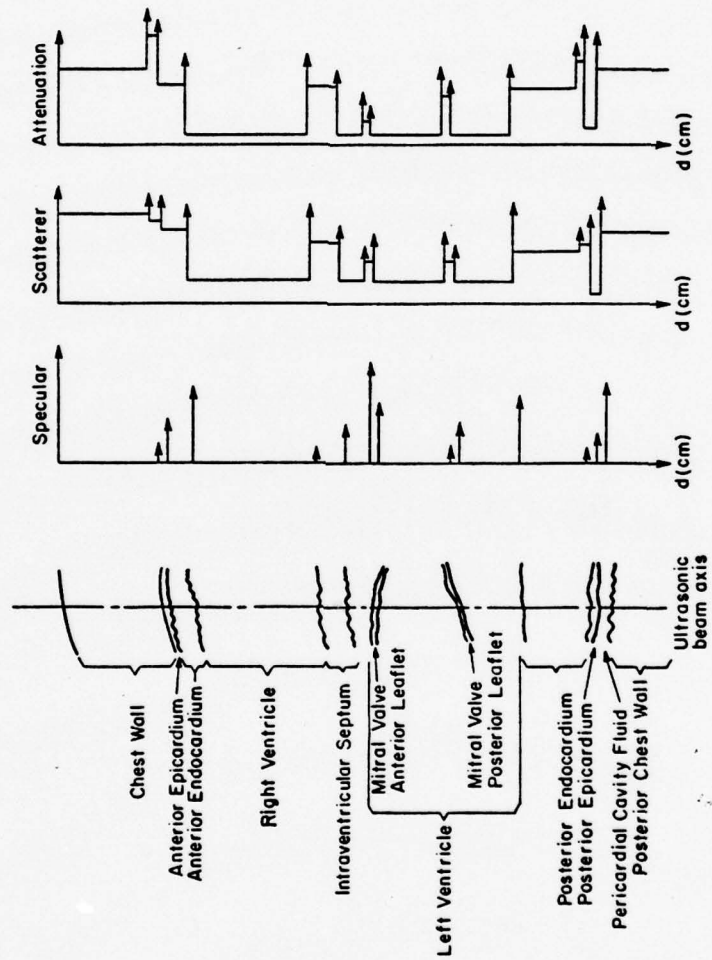 Attenuation
d (cm)
Scatterer
d (cm)
Specular
d (cm)
Ultrasonic
beam axis
Chest Wall
Anterior Epicardium
Anterior Endocardium
Right Ventricle
Intraventricular Septum
Mitral Valve
Anterior Leaflet
Mitral Valve
Posterior Leaflet
Left Ventricle
Posterior Endocardium
Posterior Epicardium
Pericardial Cavity Fluid
Posterior Chest Wall